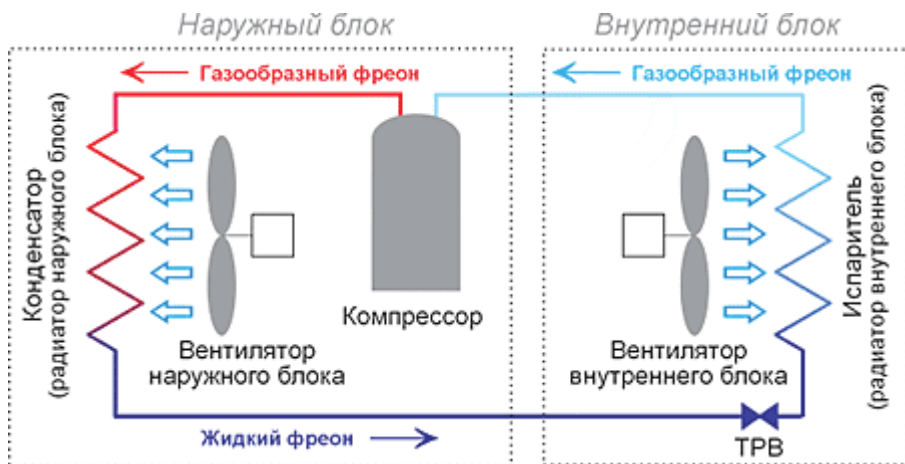 Наружный блок
Внутренний блок
Газообразный фреон
Газообразный фреон
Конденсатор
(радиатор наружного блока)
Компрессор
Вентилятор
наружного блока
Вентилятор
внутреннего блока
Испаритель
(радиатор внутреннего блока)
Жидкий фреон
ТРВ